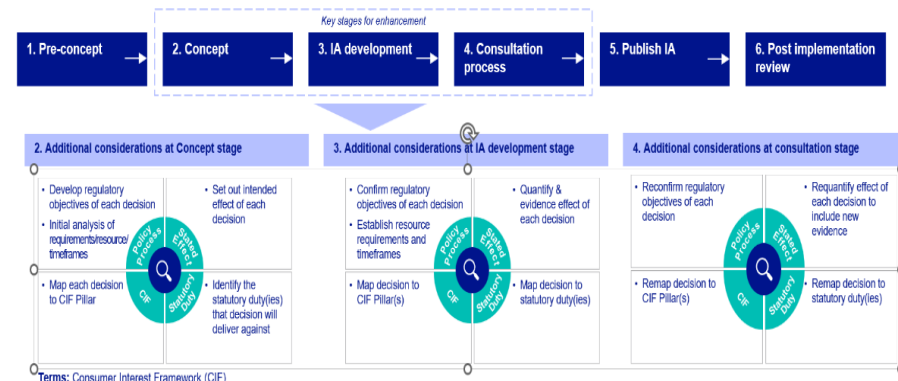 Key stages for enhancement
1. Pre-concept
2. Concept
3. IA development
4. Consultation
process
5. Publish IA
6. Post implementation
review
2. Additional considerations at Concept stage
• Develop regulatory
objectives of each decision
• Initial analysis of
requirements/resource/
timeframes
• Set out intended
effect of each
decision
Policy
Process
Stated
Effect
CIF
Statutory
Duty
• Map each decision
to CIF Pillar
• Identify the
statutory duty(ies)
that decision will
deliver against
3. Additional considerations at IA development stage
• Confirm regulatory
objectives of each decision
• Establish resource
requirements and
timeframes
• Quantify &
evidence effect of
each decision
Policy
Process
Stated
Effect
CIF
Statutory
Duty
• Map decision to
CIF Pillar(s)
• Map decision to
statutory duty(ies)
4. Additional considerations at consultation stage
• Reconfirm regulatory
objectives of each
decision
• Requantify effect of
each decision to
include new
evidence
Policy
Process
Stated
Effect
CIF
Statutory
Duty
• Remap decision to
CIF Pillar(s)
• Remap decision to
statutory duty(ies)
Terms: Consumer Interest Framework (CIF)